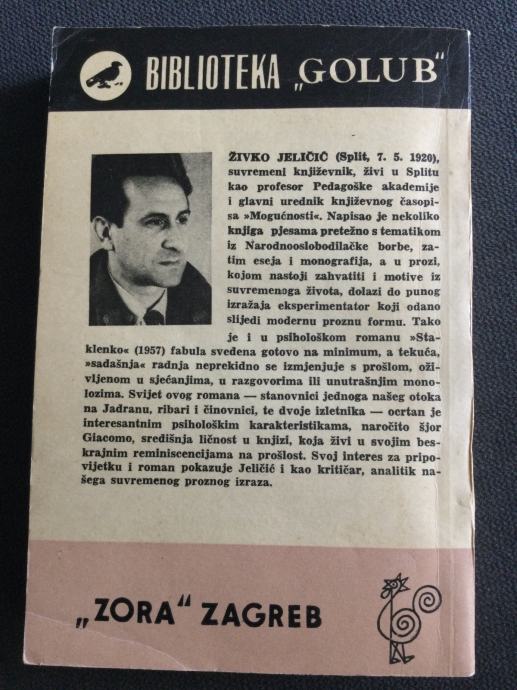 BIBLIOTEKA „GOLUB"
ŽIVKO JELIČIĆ (Split, 7. 5. 1920),
suvremeni književnik, živi u Splitu
kao profesor Pedagoške akademije
i glavni urednik književnog časopi-
sa »Mogućnosti«. Napisao je nekoliko
knjiga pjesama pretežno s tematikom
iz Narodnooslobodilačke borbe, za-
tim eseja i monografija, a u prozi,
kojom nastoji zahvatiti i motive iz
suvremenoga života, dolazi do punog
izražaja eksperimentator koji odano
slijedi modernu proznu formu. Tako
je i u psihološkom romanu »Sta-
klenko« (1957) fabula svedena gotovo na minimum, a tekuća,
»sadašnja« radnja neprekidno se izmjenjuje s prošlom, oži-
vljenom u sjećanjima, u razgovorima ili unutrašnjim mono-
lozima. Svijet ovog romana — stanovnici jednoga našeg otoka
na Jadranu, ribari i činovnici, te dvoje izletnika — ocrtan je
interesantnim psihološkim karakteristikama, naročito šjor
Giacomo, središnja ličnost u knjizi, koja živi u svojim bes-
krajnim reminiscencijama na prošlost. Svoj interes za pripo-
vijetku i roman pokazuje Jeličić i kao kritičar, analitik na-
šega suvremenog proznog izraza.
„ZORA" ZAGREB